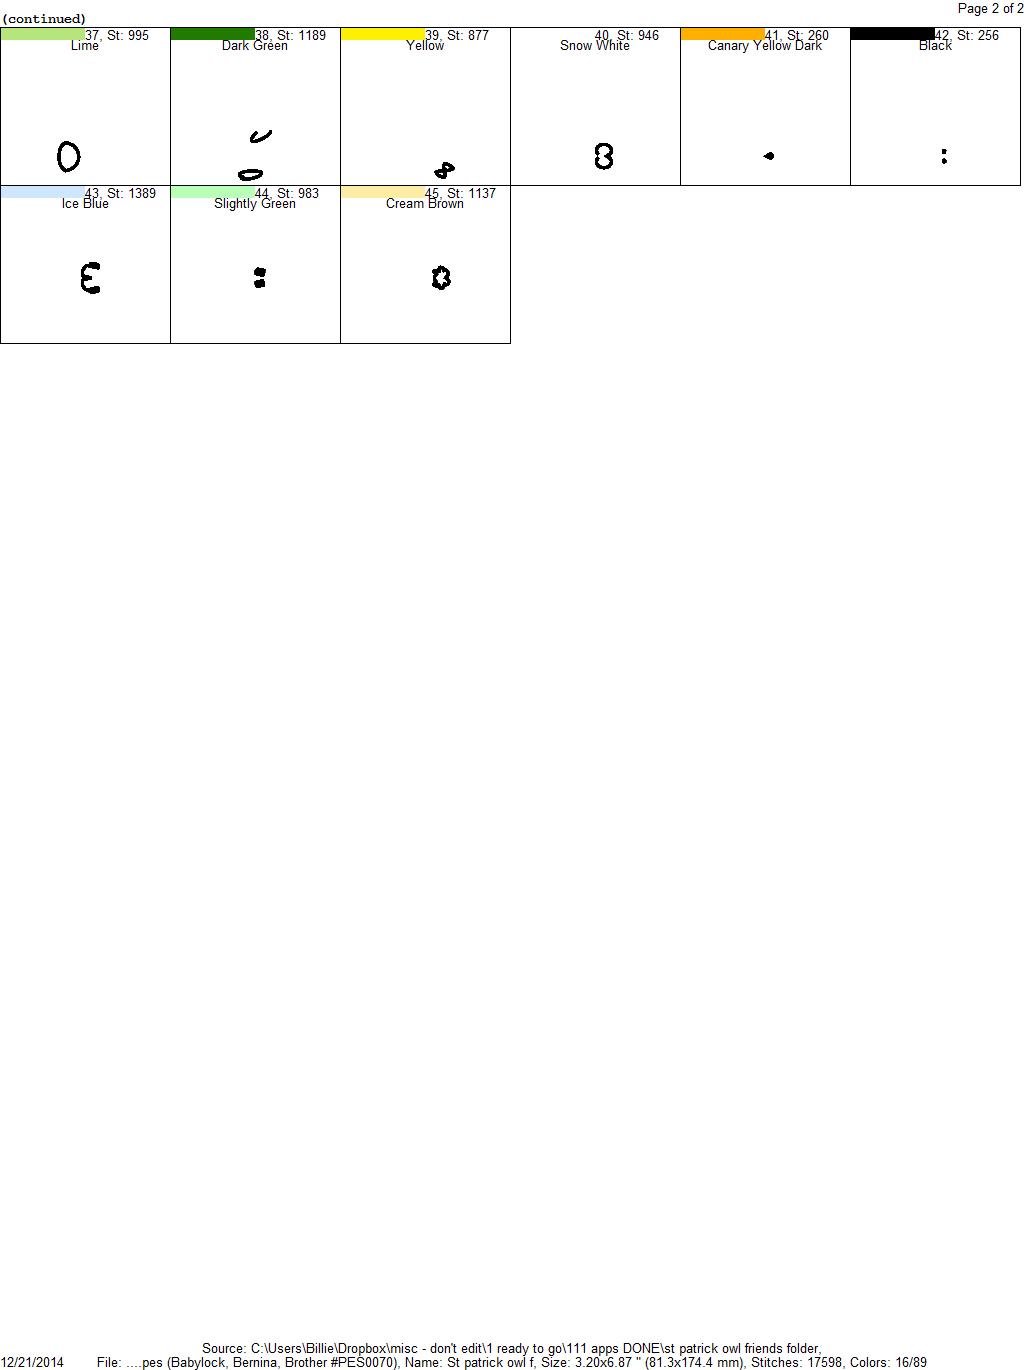 Page 2 of 2
(continued)
37, St: 995
Lime
38, St: 1189
Dark Green
39, St: 877
Yellow
40, St: 946
Snow White
41, St: 260
Canary Yellow Dark
42, St: 256
Black
43, St: 1389
Ice Blue
44, St: 983
Slightly Green
45, St: 1137
Cream Brown
Source: C:\Users\Billie\Dropbox\misc - don't edit\1 ready to go\111 apps DONE\st patrick owl friends folder,
12/21/2014 File: ....pes (Babylock, Bernina, Brother #PES0070), Name: St patrick owl f, Size: 3.20x6.87 " (81.3x174.4 mm), Stitches: 17598, Colors: 16/89